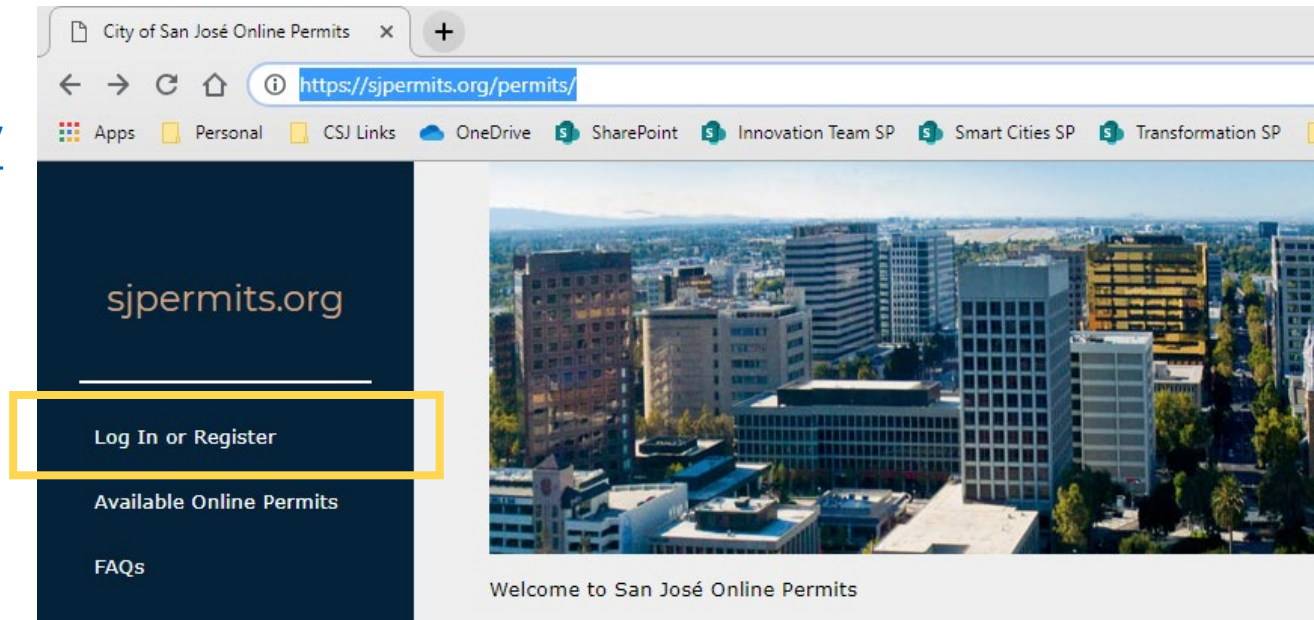 City of San José Online Permits
https://sjpermits.org/permits/
Apps Personal CSJ Links OneDrive SharePoint Innovation Team SP Smart Cities SP Transformation SP
sjpermits.org
Log In or Register
Available Online Permits
FAQs
Welcome to San José Online Permits